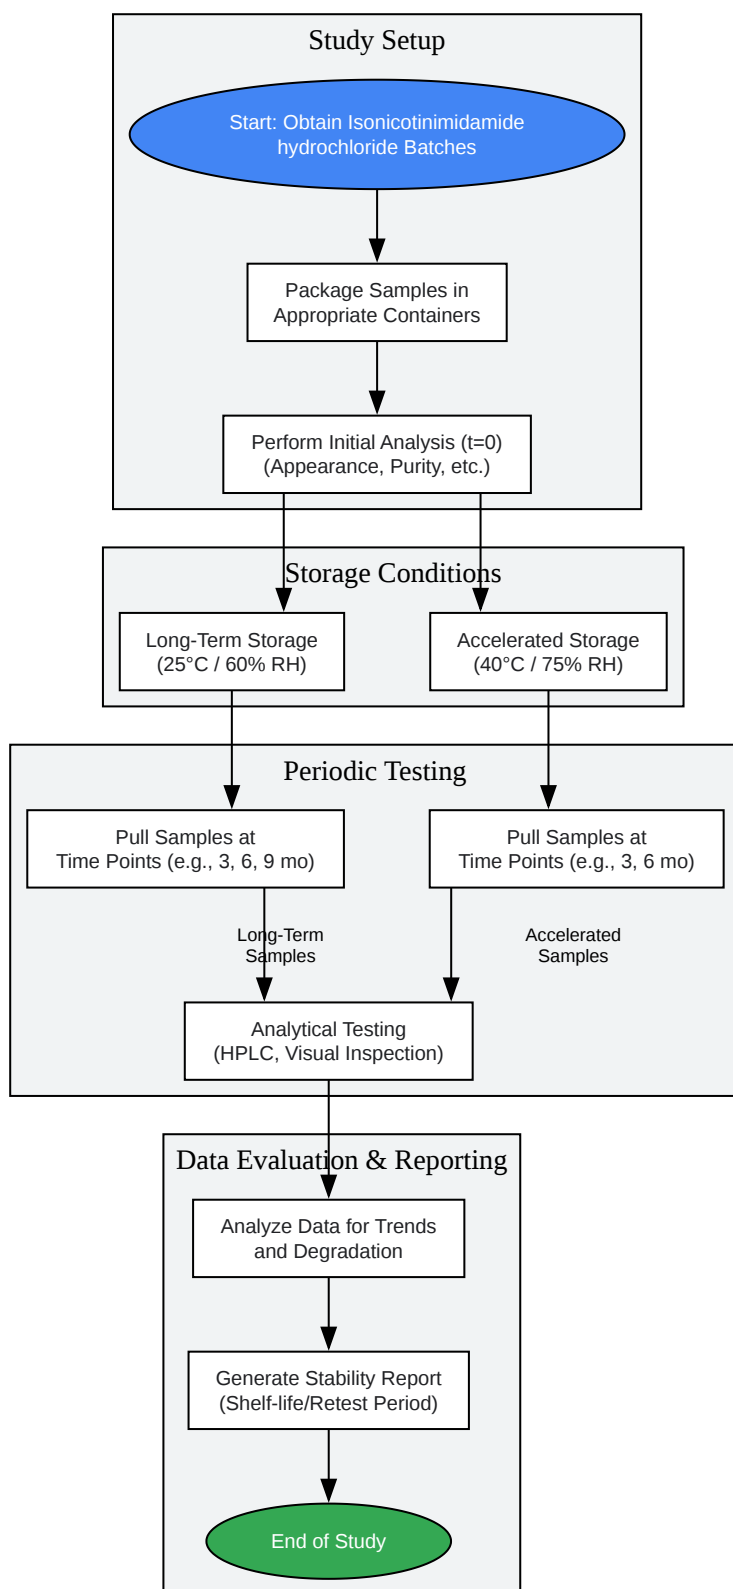 Study Setup
Start: Obtain Isonicotinimidamide
hydrochloride Batches
Package Samples in
Appropriate Containers
Perform Initial Analysis (t=0)
(Appearance, Purity, etc.)
Storage Conditions
Long-Term Storage
(25°C / 60% RH)
Accelerated Storage
(40°C / 75% RH)
Periodic Testing
Pull Samples at
Time Points (e.g., 3, 6, 9 mo)
Pull Samples at
Time Points (e.g., 3, 6 mo)
Long-Term
Samples
Accelerated
Samples
Analytical Testing
(HPLC, Visual Inspection)
Data Evaluation & Reporting
Analyze Data for Trends
and Degradation
Generate Stability Report
(Shelf-life/Retest Period)
End of Study